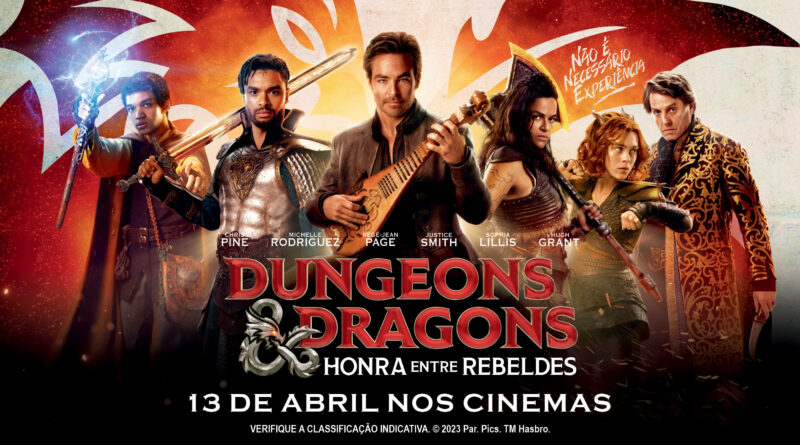 NÃO É
NECESSÁRIO
EXPERIÊNCIA
CHRIS PINE
MICHELLE RODRIGUEZ
REGÉ-JEAN PAGE
JUSTICE SMITH
SOPHIA LILLIS
HUGH GRANT
DUNGEONS
& DRAGONS
HONRA ENTRE REBELDES
13 DE ABRIL NOS CINEMAS
VERIFIQUE A CLASSIFICAÇÃO INDICATIVA. © 2023 Par. Pics. TM Hasbro.